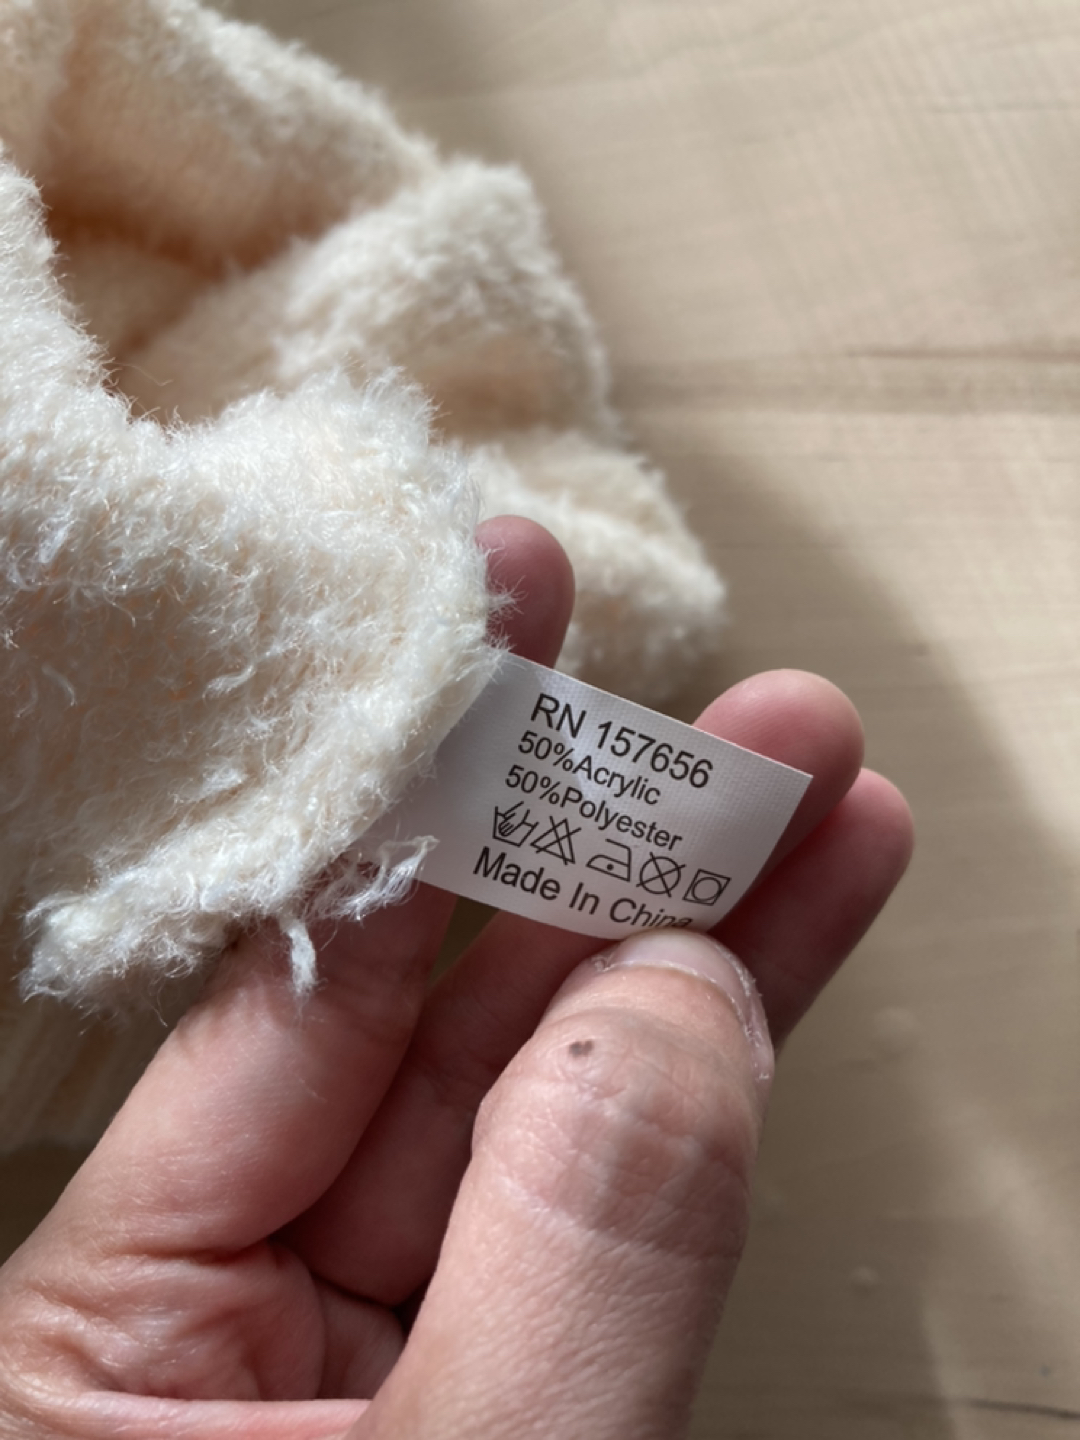 RN 157656
50%Acrylic
50%Polyester
Made In China